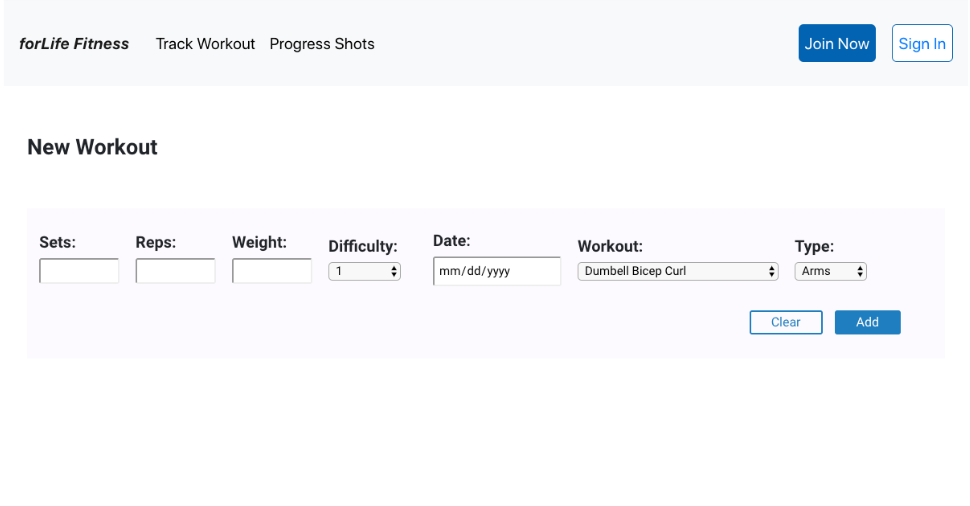 forLife Fitness Track Workout Progress Shots Join Now Sign In
New Workout
Sets: Reps: Weight: Difficulty: Date: Workout: Type:
1 mm/dd/yyyy Dumbell Bicep Curl Arms
Clear Add